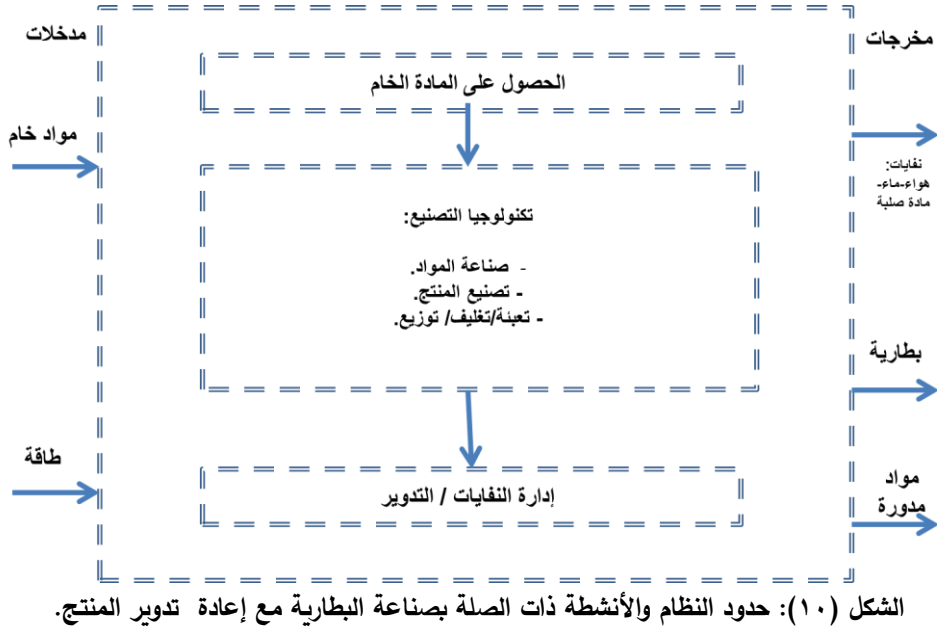 مدخلات
مخرجات
الحصول على المادة الخام
مواد خام
نفايات:
هواء-ماء-
مادة صلبة
تكنولوجيا التصنيع:
- صناعة المواد.
- تصنيع المنتج.
- تعبئة/تغليف/ توزيع.
بطارية
طاقة
مواد
مدورة
إدارة النفايات / التدوير
الشكل (١٠): حدود النظام والأنشطة ذات الصلة بصناعة البطارية مع إعادة تدوير المنتج.